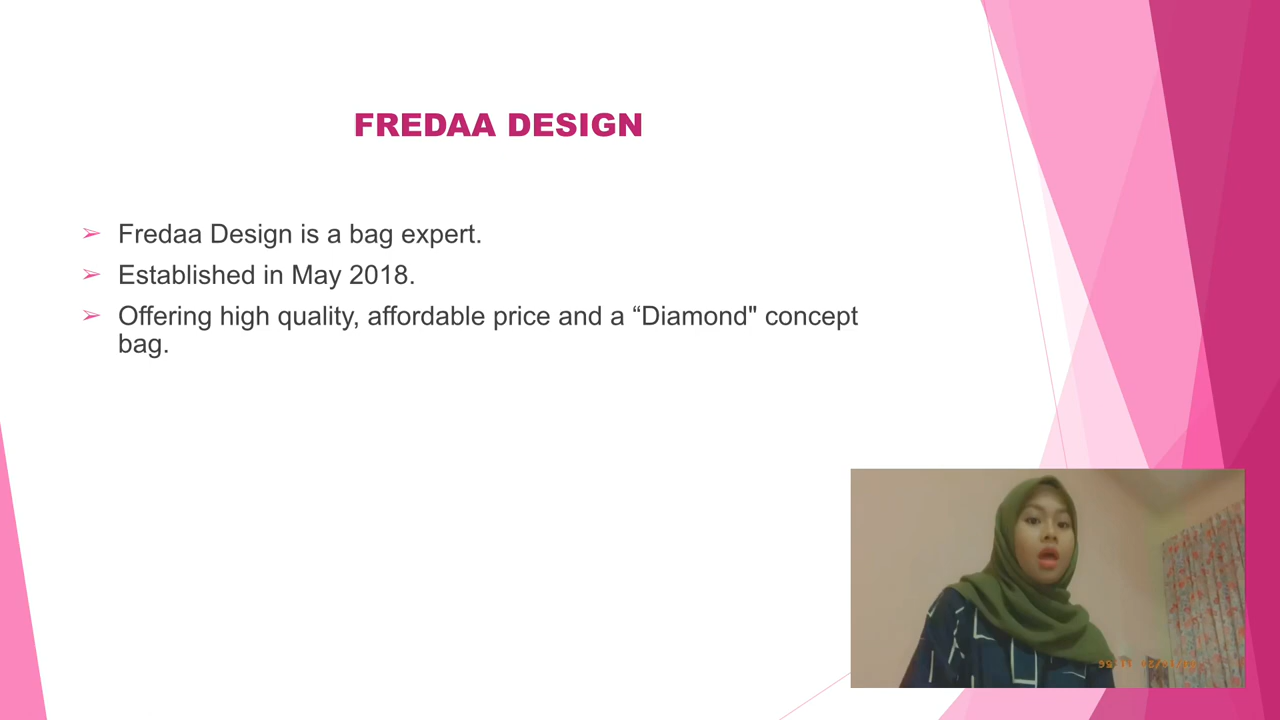 FREDAA DESIGN
➢ Fredaa Design is a bag expert.
➢ Established in May 2018.
➢ Offering high quality, affordable price and a “Diamond" concept
bag.